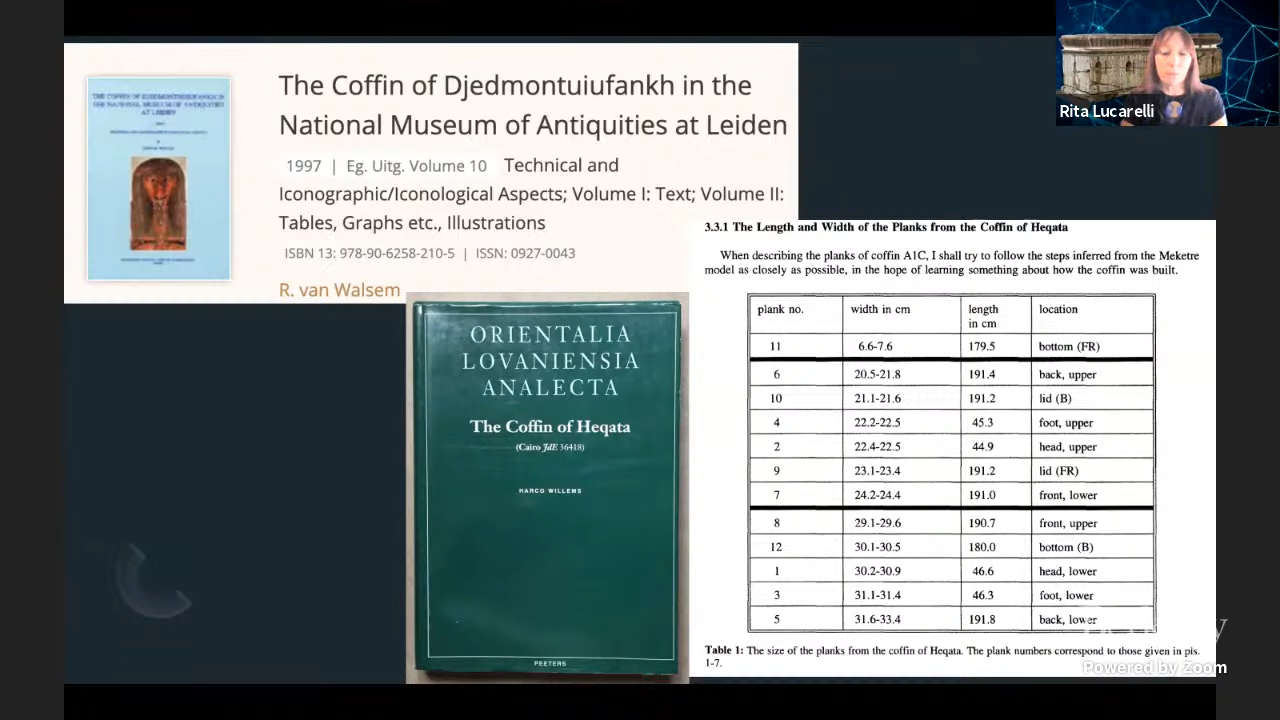 The Coffin of Djedmontuiufankh in the
National Museum of Antiquities at Leiden
1997 | Eg. Uitg. Volume 10 Technical and
Iconographic/Iconological Aspects; Volume I: Text; Volume II:
Tables, Graphs etc., Illustrations
ISBN 13: 978-90-6258-210-5 | ISSN: 0927-0043
R. van Walsem
THE COFFIN OF DJEDMONTUIUFANKH IN
THE NATIONAL MUSEUM OF ANTIQUITIES
AT LEIDEN
ORIENTALIA
LOVANIENSIA
ANALECTA
The Coffin of Heqata
(Cairo JdE 36418)
HARCO WILLEMS
PEETERS
Rita Lucarelli
3.3.1 The Length and Width of the Planks from the Coffin of Heqata
When describing the planks of coffin A1C, I shall try to follow the steps inferred from the Meketre
model as closely as possible, in the hope of learning something about how the coffin was built.
plank no. width in cm length in cm location
11 6.6-7.6 179.5 bottom (FR)
6 20.5-21.8 191.4 back, upper
10 21.1-21.6 191.2 lid (B)
4 22.2-22.5 45.3 foot, upper
2 22.4-22.5 44.9 head, upper
9 23.1-23.4 191.2 lid (FR)
7 24.2-24.4 191.0 front, lower
8 29.1-29.6 190.7 front, upper
12 30.1-30.5 180.0 bottom (B)
1 30.2-30.9 46.6 head, lower
3 31.1-31.4 46.3 foot, lower
5 31.6-33.4 191.8 back, lower
Table 1: The size of the planks from the coffin of Heqata. The plank numbers correspond to those given in pls.
1-7.
Powered by Zoom